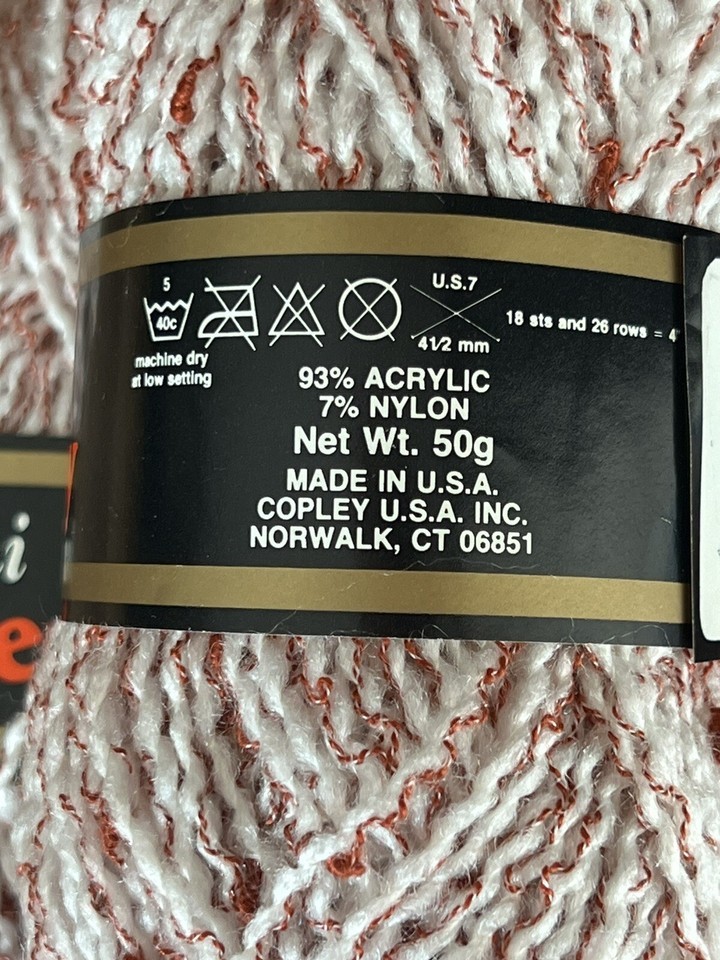 5
40c
machine dry
at low setting
U.S.7
41/2 mm
18 sts and 26 rows = 4"
93% ACRYLIC
7% NYLON
Net Wt. 50g
MADE IN U.S.A.
COPLEY U.S.A. INC.
NORWALK, CT 06851
i
e